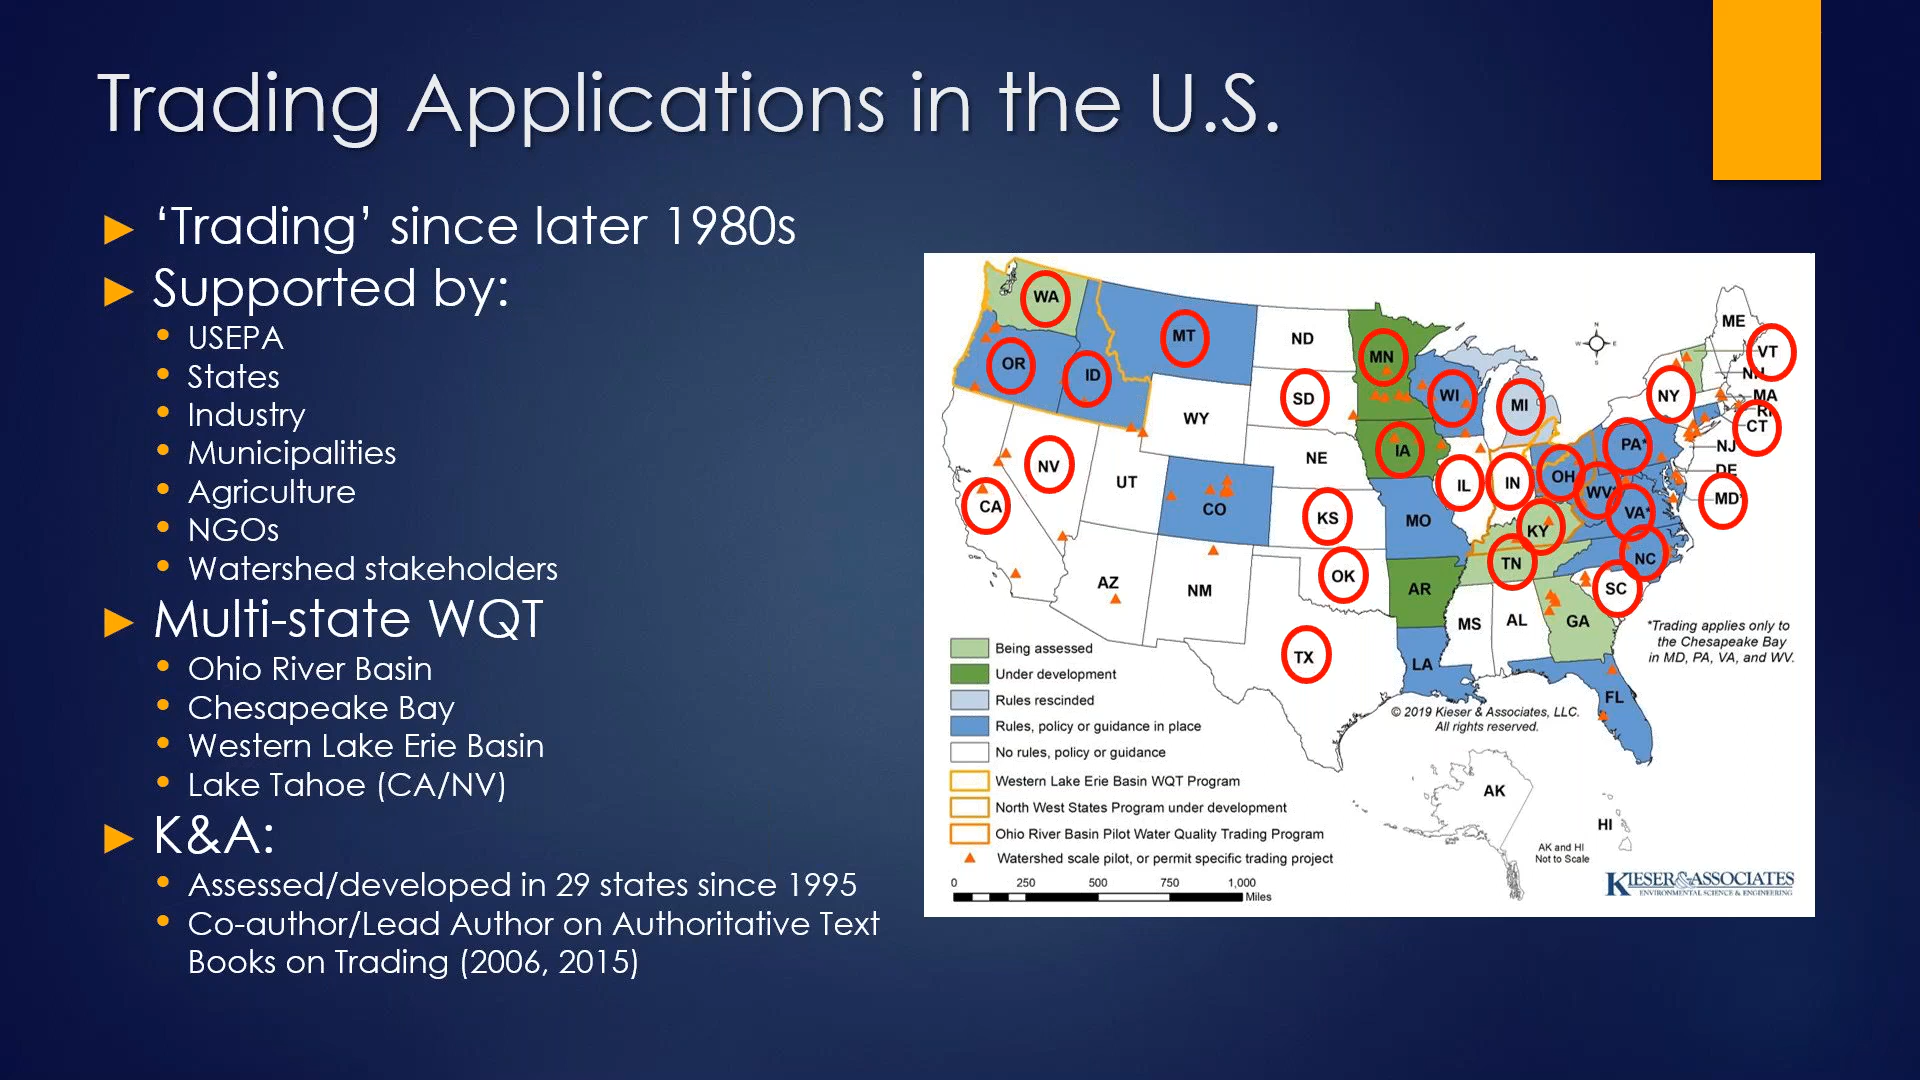 Trading Applications in the U.S.
‘Trading’ since later 1980s
Supported by:
USEPA
States
Industry
Municipalities
Agriculture
NGOs
Watershed stakeholders
Multi-state WQT
Ohio River Basin
Chesapeake Bay
Western Lake Erie Basin
Lake Tahoe (CA/NV)
K&A:
Assessed/developed in 29 states since 1995
Co-author/Lead Author on Authoritative Text
Books on Trading (2006, 2015)
WA
MT
ND
MN
ME
VT
OR
ID
SD
WI
MI
NY
NH
MA
RI
CT
WY
NV
UT
NE
IA
PA*
NJ
DE
MD*
CA
CO
KS
MO
IL
IN
OH
WV*
VA*
KY
NC
TN
SC
AZ
NM
OK
AR
MS
AL
GA
TX
LA
FL
N
W
E
S
*Trading applies only to
the Chesapeake Bay
in MD, PA, VA, and WV.
© 2019 Kieser & Associates, LLC.
All rights reserved.
Being assessed
Under development
Rules rescinded
Rules, policy or guidance in place
No rules, policy or guidance
Western Lake Erie Basin WQT Program
North West States Program under development
Ohio River Basin Pilot Water Quality Trading Program
Watershed scale pilot, or permit specific trading project
0 250 500 750 1,000
Miles
AK
HI
AK and HI
Not to Scale
KIESER & ASSOCIATES
ENVIRONMENTAL SCIENCE & ENGINEERING